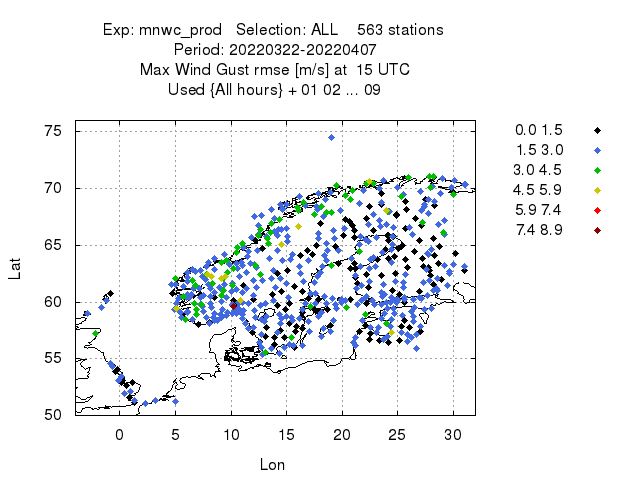 Exp: mnwc_prod   Selection: ALL    563 stations
Period: 20220322-20220407
Max Wind Gust rmse [m/s] at  15 UTC
Used {All hours} + 01 02 ... 09
0.0 1.5
1.5 3.0
3.0 4.5
4.5 5.9
5.9 7.4
7.4 8.9
75
70
65
60
55
50
Lat
0 5 10 15 20 25 30
Lon